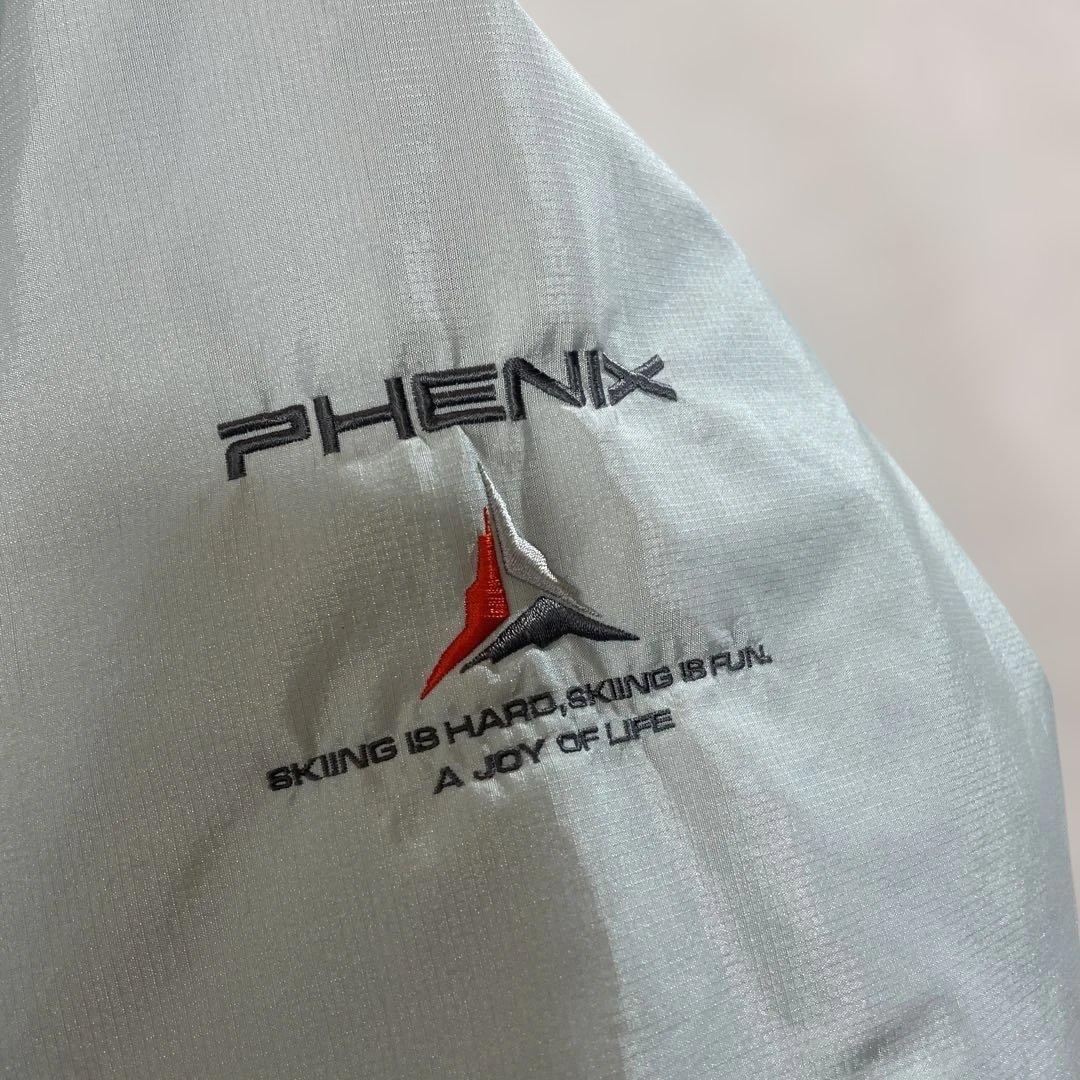 PHENIX
SKIING IS HARD,SKIING IS FUN.
A JOY OF LIFE